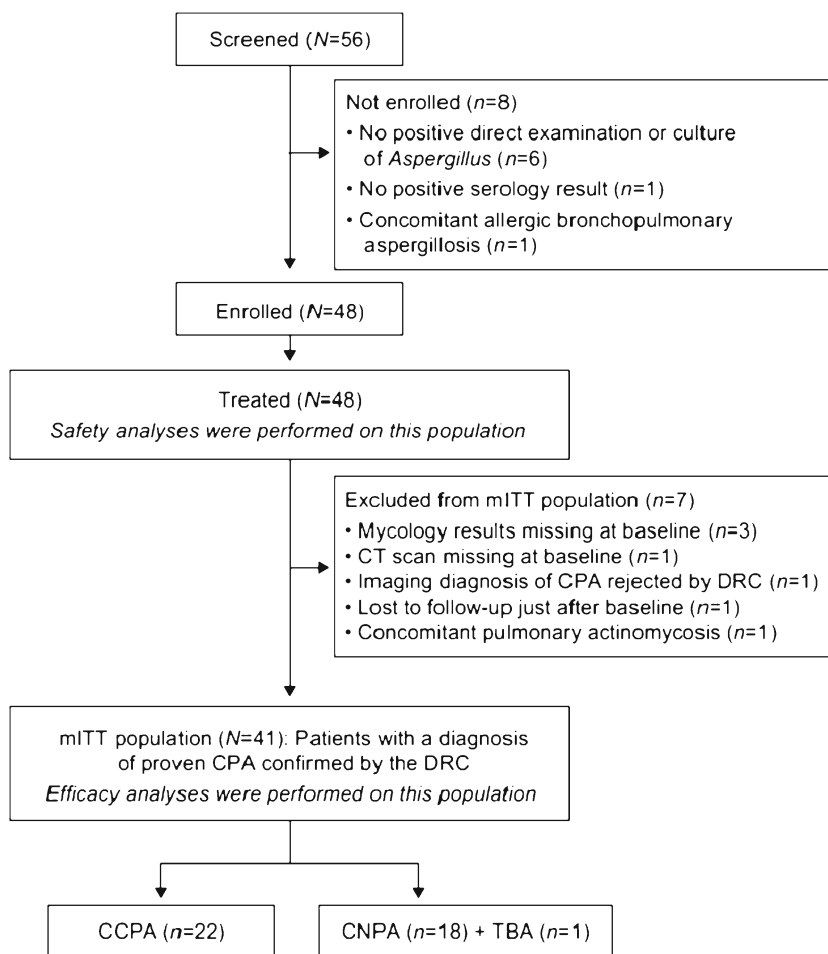 Screened (N=56)
Not enrolled (n=8)
• No positive direct examination or culture
of Aspergillus (n=6)
• No positive serology result (n=1)
• Concomitant allergic bronchopulmonary
aspergillosis (n=1)
Enrolled (N=48)
Treated (N=48)
Safety analyses were performed on this population
Excluded from mITT population (n=7)
• Mycology results missing at baseline (n=3)
• CT scan missing at baseline (n=1)
• Imaging diagnosis of CPA rejected by DRC (n=1)
• Lost to follow-up just after baseline (n=1)
• Concomitant pulmonary actinomycosis (n=1)
mITT population (N=41): Patients with a diagnosis
of proven CPA confirmed by the DRC
Efficacy analyses were performed on this population
CCPA (n=22)
CNPA (n=18) + TBA (n=1)